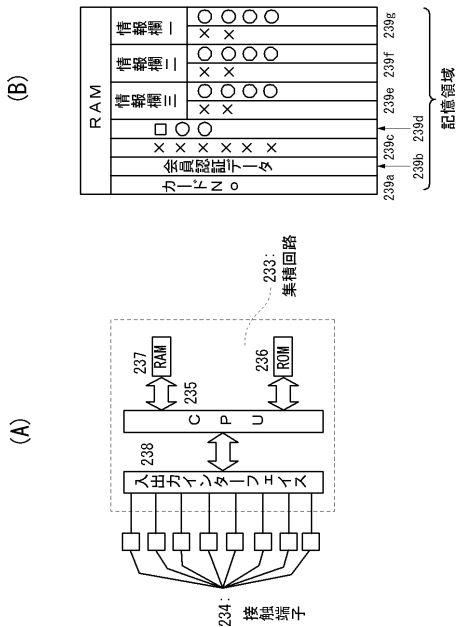 (A)
234:
接触端子
入出力インターフェイス
238
CPU
235
237
RAM
236
ROM
233:
集積回路
(B)
RAM
カードNo
会員認証データ
××××××
□○○
情報欄三
××
○○○○
情報欄二
××
○○○○
情報欄一
××
○○○○
239a
239b
239c
239d
239e
239f
239g
記憶領域